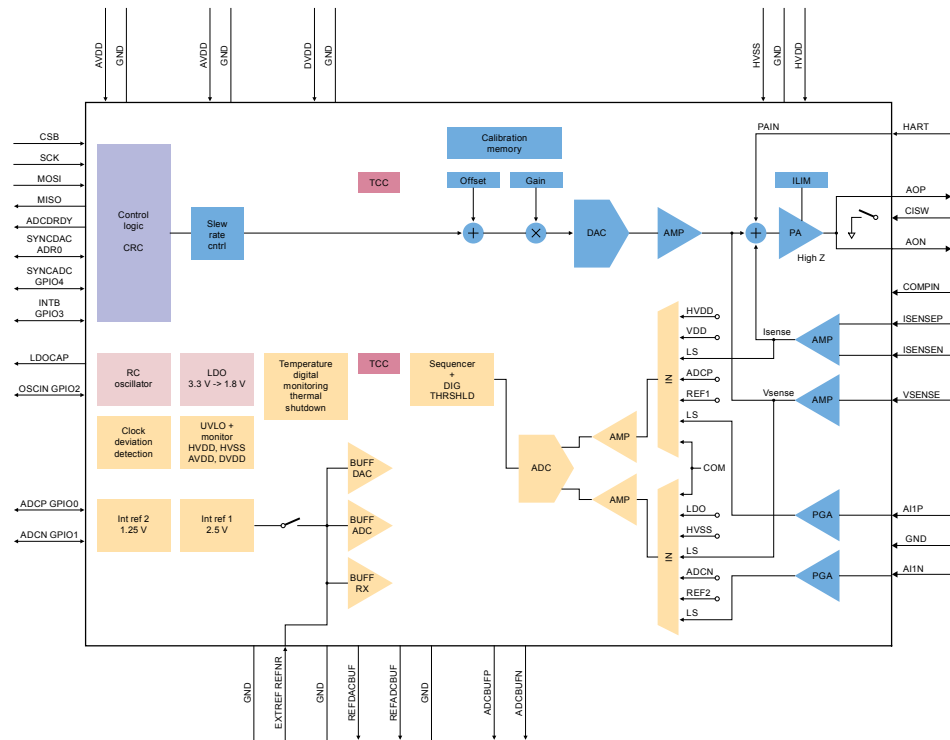 AVDD
GND
AVDD
GND
DVDD
GND
HVSS
GND
HVDD
CSB
SCK
MOSI
MISO
ADCDRDY
SYNCDAC
ADR0
SYNCADC
GPIO4
INTB
GPIO3
LDOCAP
OSCIN GPIO2
ADCP GPIO0
ADCN GPIO1
Control
logic
CRC
Slew
rate
cntrl
TCC
Calibration
memory
Offset
Gain
+
×
DAC
AMP
PAIN
+
ILIM
PA
High Z
HART
AOP
CISW
AON
COMPIN
ISENSEP
ISENSEN
VSENSE
AI1P
GND
AI1N
AMP
Isense
AMP
Vsense
PGA
PGA
RC
oscillator
LDO
3.3 V -> 1.8 V
Temperature
digital
monitoring
thermal
shutdown
TCC
Sequencer
+
DIG
THRSHLD
Clock
deviation
detection
UVLO +
monitor
HVDD, HVSS
AVDD, DVDD
Int ref 2
1.25 V
Int ref 1
2.5 V
BUFF
DAC
BUFF
ADC
BUFF
RX
ADC
AMP
AMP
IN
HVDD
VDD
LS
ADCP
REF1
LS
COM
IN
LDO
HVSS
LS
ADCN
REF2
LS
GND
EXTREF REFNR
GND
REFDACBUF
REFADCBUF
GND
ADCBUFP
ADCBUFN